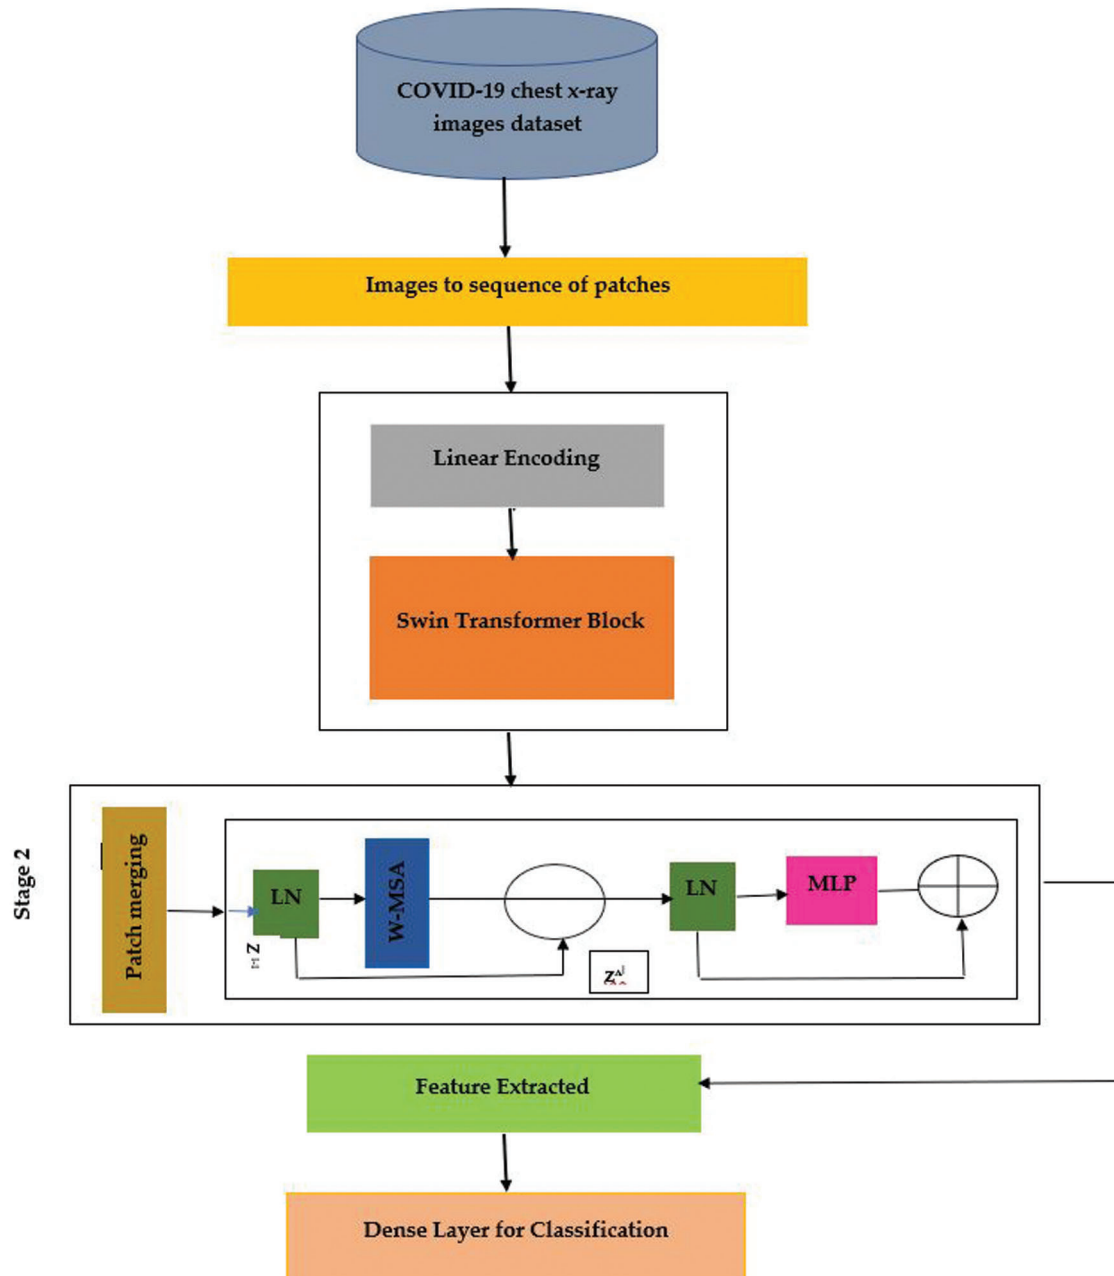 COVID-19 chest x-ray
images dataset
Images to sequence of patches
Linear Encoding
Swin Transformer Block
Stage 2
Patch merging
LN
W-MSA
LN
MLP
Z
Z^l
Feature Extracted
Dense Layer for Classification